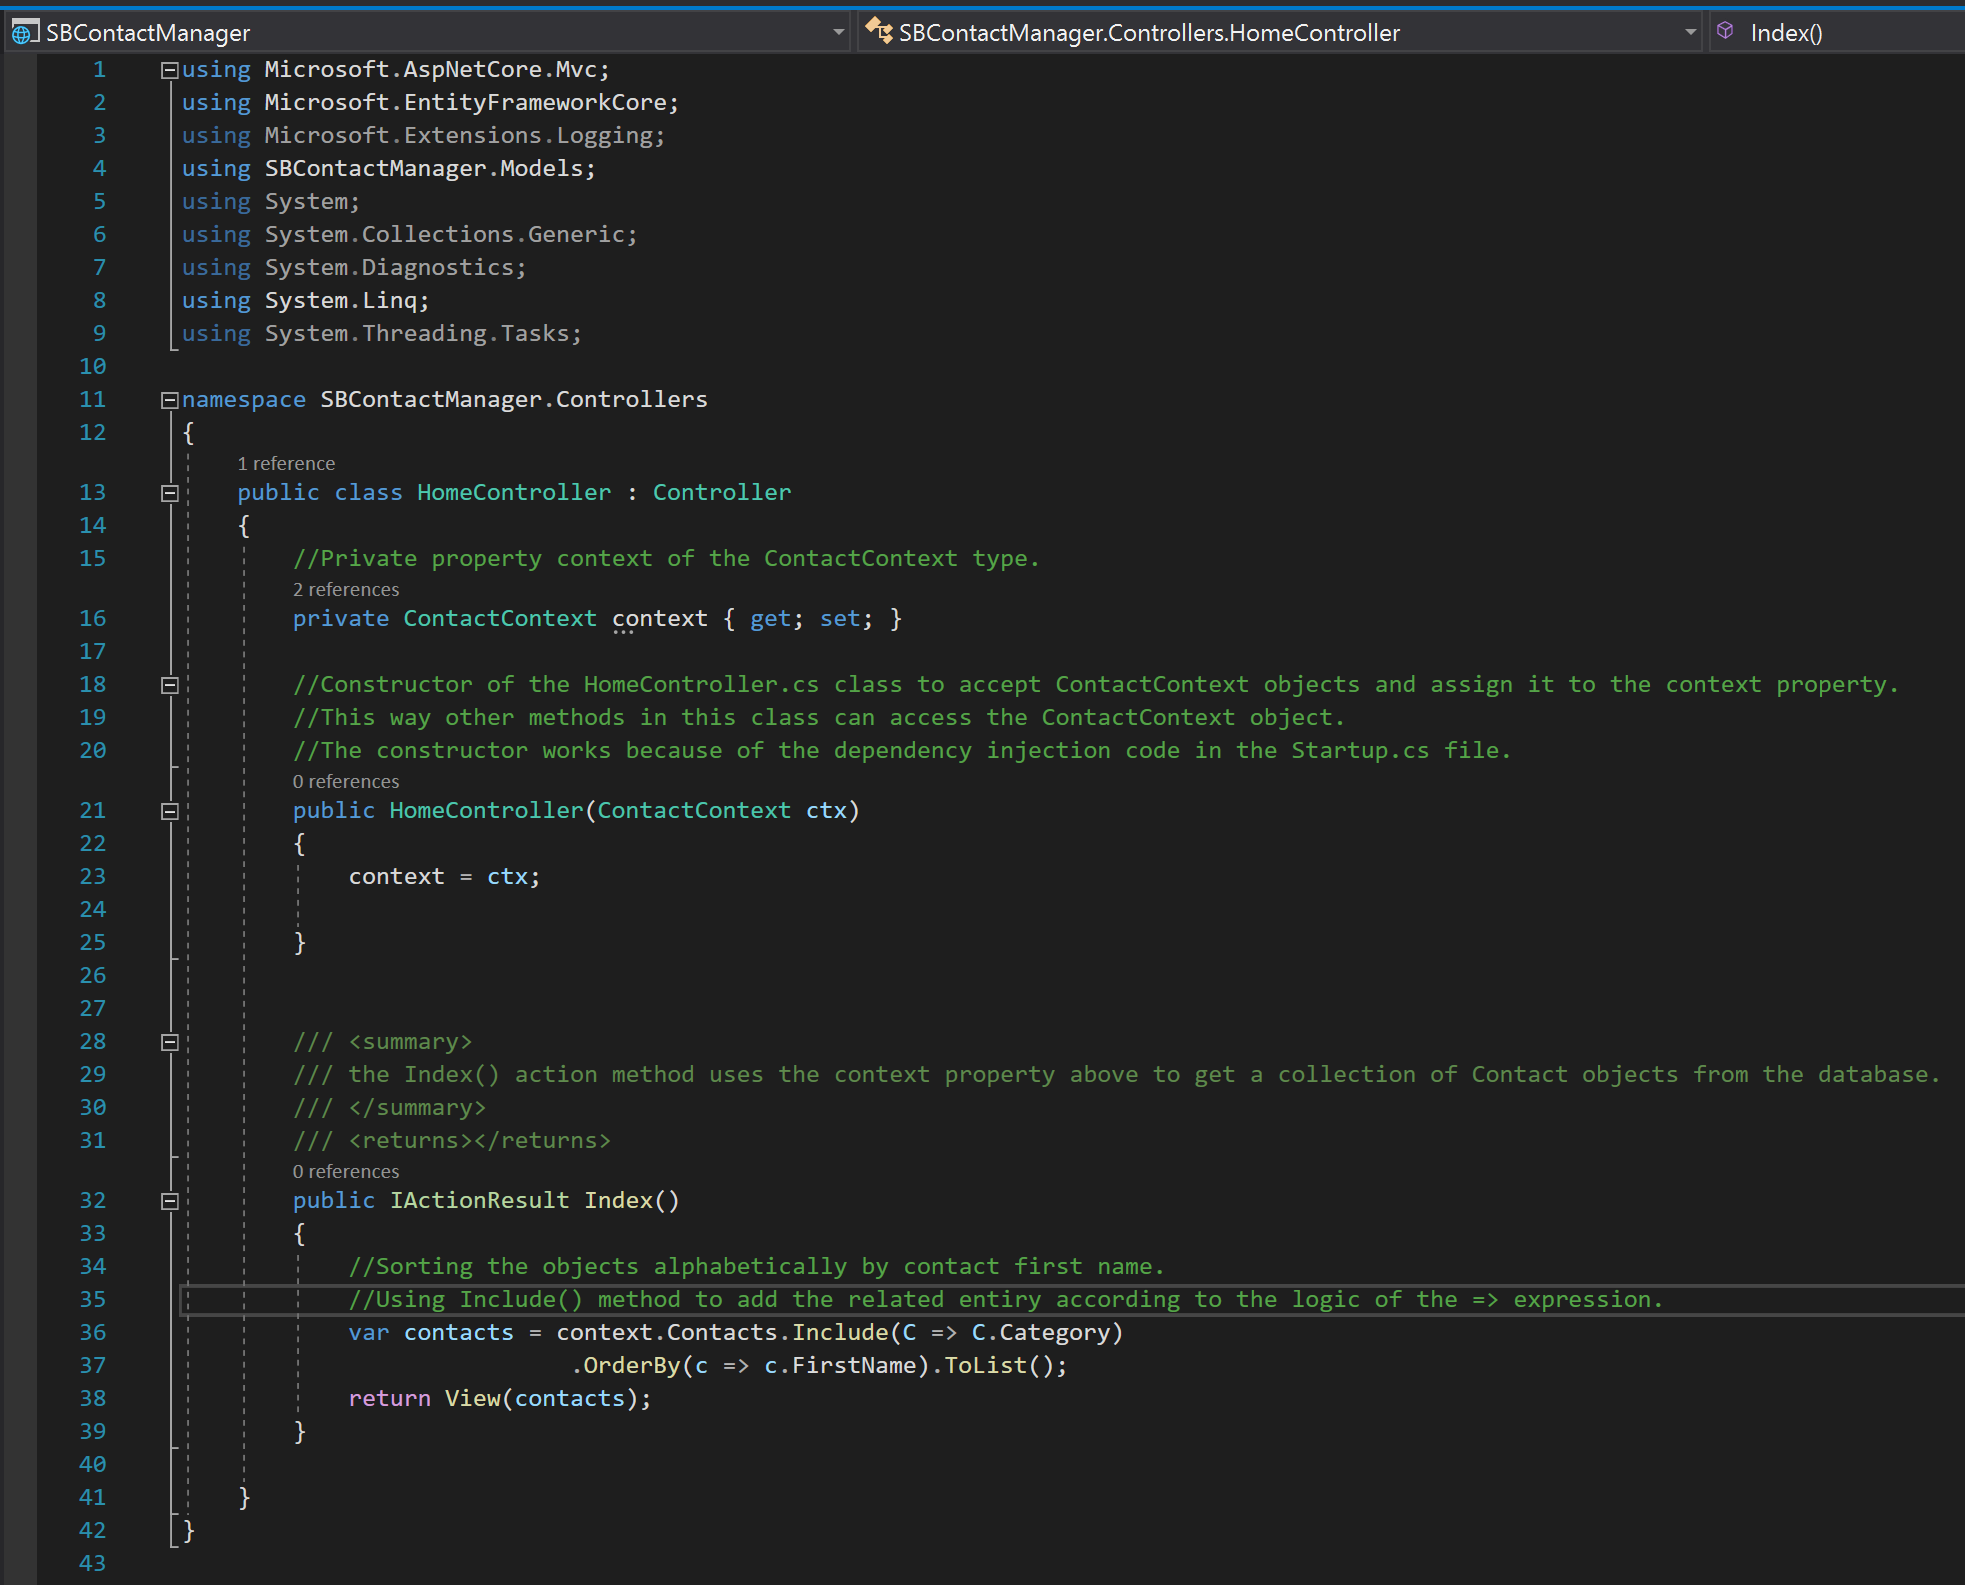 SBContactManager SBContactManager.Controllers.HomeController Index()
1 using Microsoft.AspNetCore.Mvc;
2 using Microsoft.EntityFrameworkCore;
3 using Microsoft.Extensions.Logging;
4 using SBContactManager.Models;
5 using System;
6 using System.Collections.Generic;
7 using System.Diagnostics;
8 using System.Linq;
9 using System.Threading.Tasks;
10
11 namespace SBContactManager.Controllers
12 {
1 reference
13 public class HomeController : Controller
14 {
15 //Private property context of the ContactContext type.
2 references
16 private ContactContext context { get; set; }
17
18 //Constructor of the HomeController.cs class to accept ContactContext objects and assign it to the context property.
19 //This way other methods in this class can access the ContactContext object.
20 //The constructor works because of the dependency injection code in the Startup.cs file.
0 references
21 public HomeController(ContactContext ctx)
22 {
23 context = ctx;
24
25 }
26
27
28 /// <summary>
29 /// the Index() action method uses the context property above to get a collection of Contact objects from the database.
30 /// </summary>
31 /// <returns></returns>
0 references
32 public IActionResult Index()
33 {
34 //Sorting the objects alphabetically by contact first name.
35 //Using Include() method to add the related entiry according to the logic of the => expression.
36 var contacts = context.Contacts.Include(C => C.Category)
37 .OrderBy(c => c.FirstName).ToList();
38 return View(contacts);
39 }
40
41 }
42 }
43